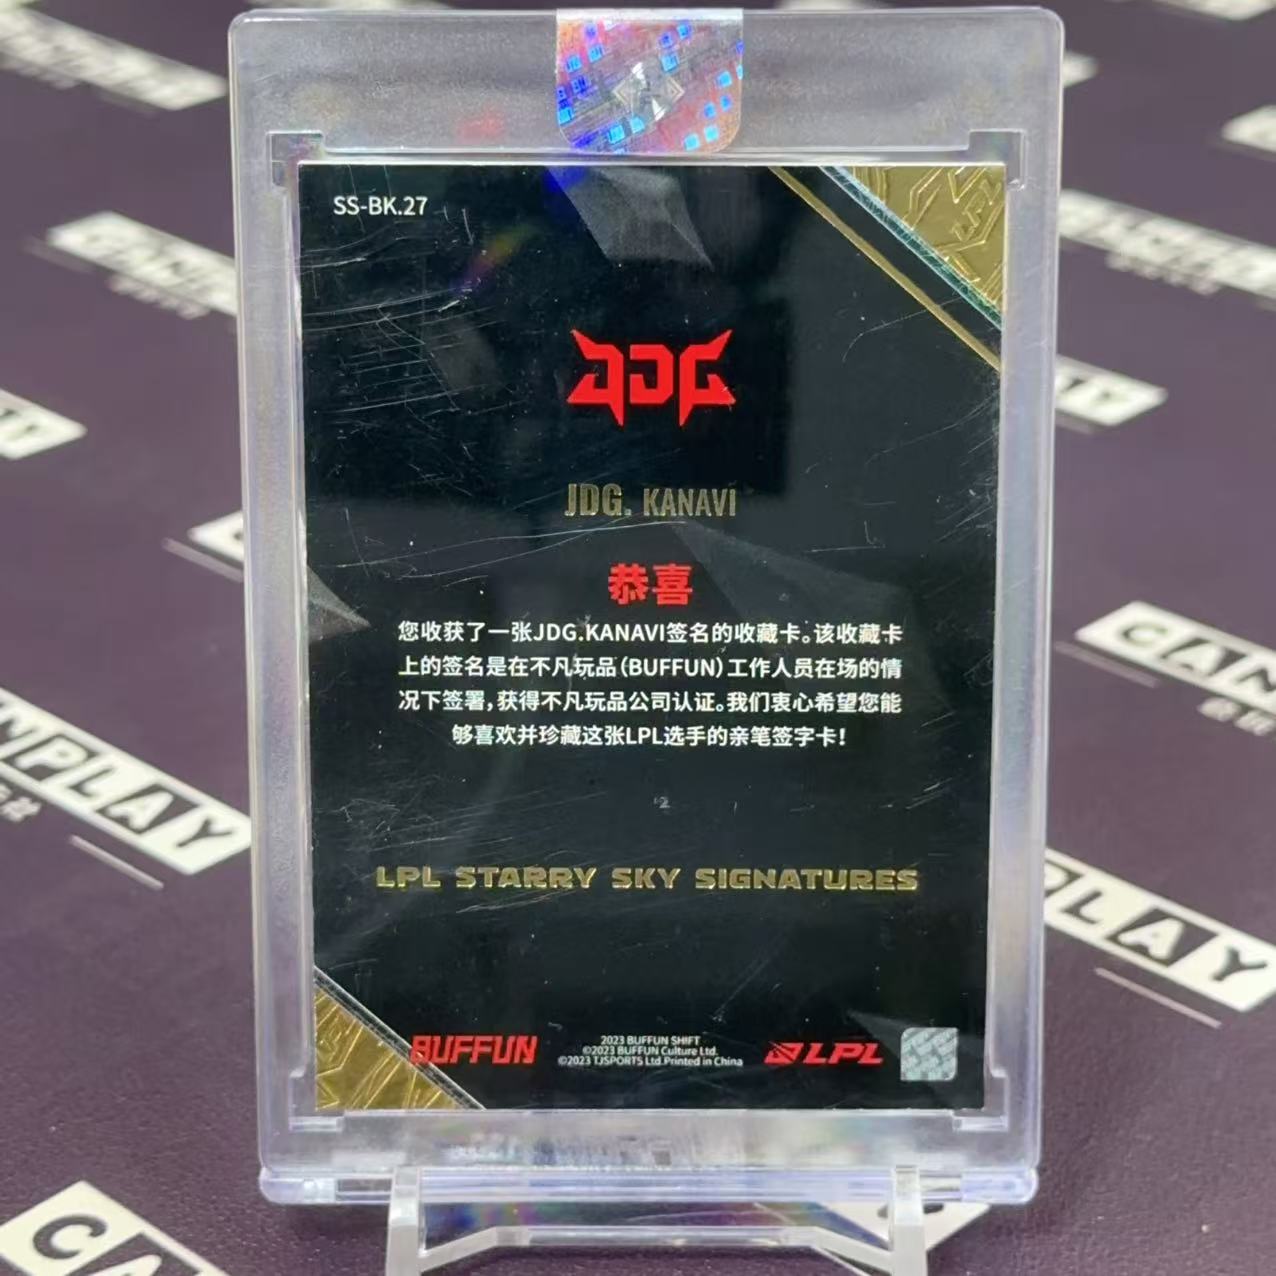 SS-BK.27
JDG
JDG. KANAVI
恭喜
您收获了一张JDG.KANAVI签名的收藏卡。该收藏卡
上的签名是在不凡玩品(BUFFUN)工作人员在场的情
况下签署,获得不凡玩品公司认证。我们衷心希望您能
够喜欢并珍藏这张LPL选手的亲笔签字卡!
LPL STARRY SKY SIGNATURES
BUFFUN
2023 BUFFUN SHIFT
©2023 BUFFUN Culture Ltd.
©2023 TJSPORTS Ltd.Printed in China
LPL